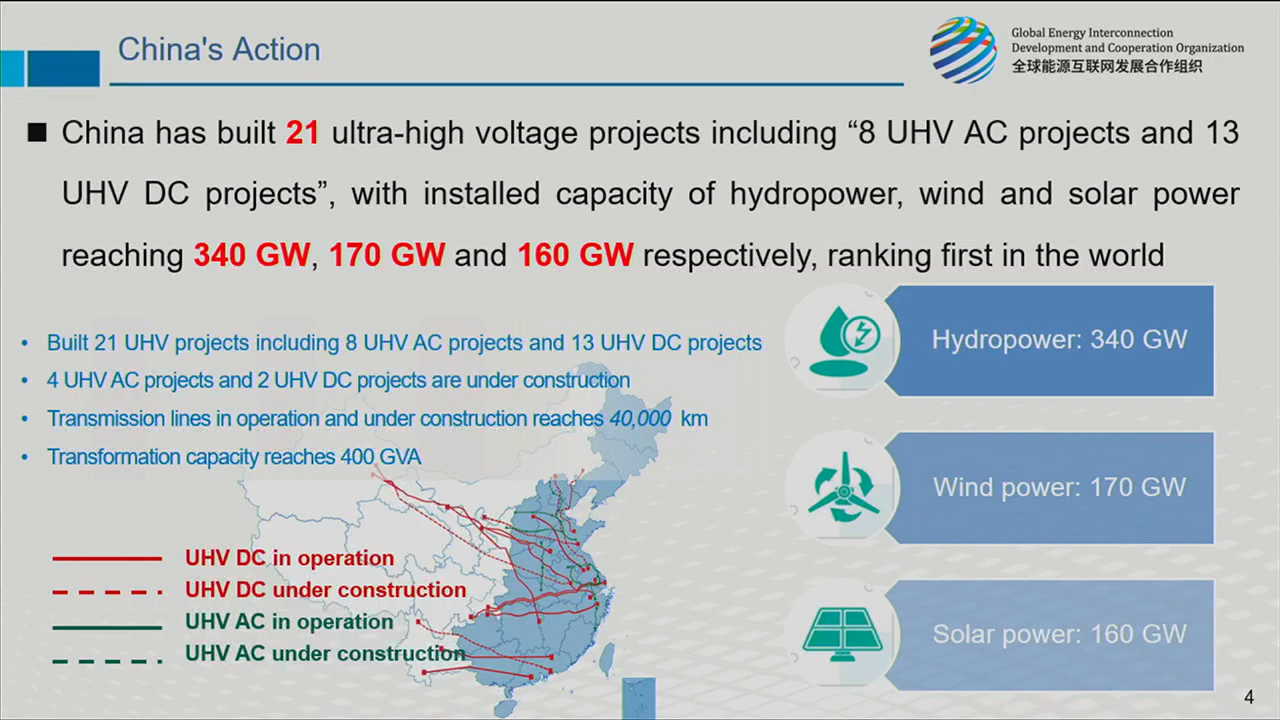 China's Action
Global Energy Interconnection
Development and Cooperation Organization
全球能源互联网发展合作组织
■ China has built 21 ultra-high voltage projects including “8 UHV AC projects and 13
UHV DC projects”, with installed capacity of hydropower, wind and solar power
reaching 340 GW, 170 GW and 160 GW respectively, ranking first in the world
• Built 21 UHV projects including 8 UHV AC projects and 13 UHV DC projects
• 4 UHV AC projects and 2 UHV DC projects are under construction
• Transmission lines in operation and under construction reaches 40,000 km
• Transformation capacity reaches 400 GVA
UHV DC in operation
UHV DC under construction
UHV AC in operation
UHV AC under construction
Hydropower: 340 GW
Wind power: 170 GW
Solar power: 160 GW
4